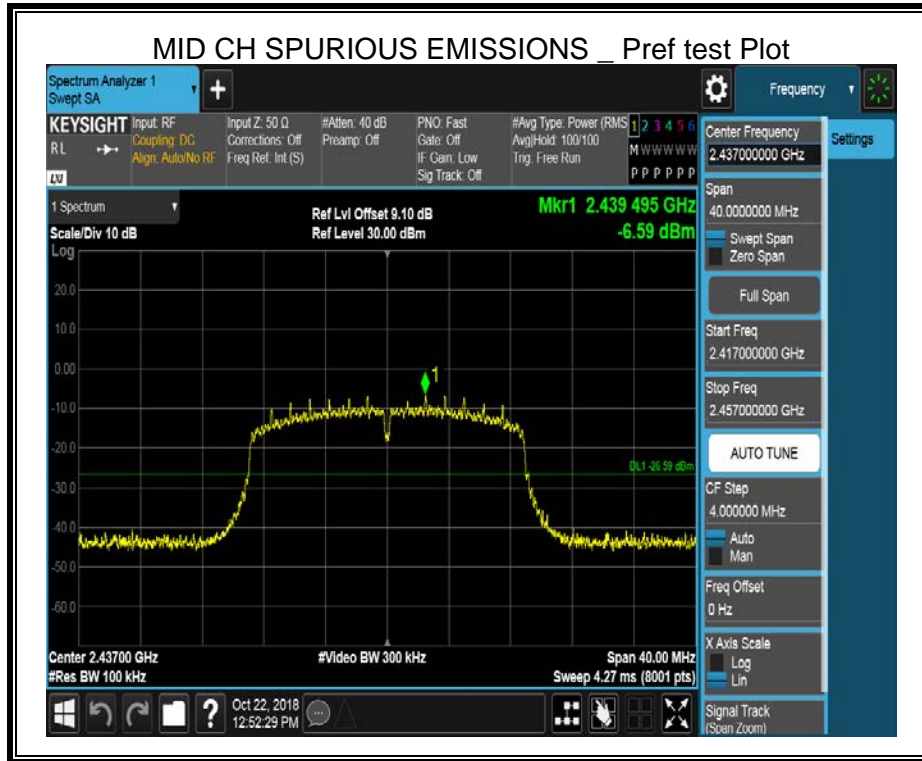 MID CH SPURIOUS EMISSIONS _ Pref test Plot
Spectrum Analyzer 1
Swept SA
+
Frequency
KEYSIGHT
RL
LXI
Input: RF
Coupling: DC
Align: Auto/No RF
Input Z: 50 Ω
Corrections: Off
Freq Ref: Int (S)
#Atten: 40 dB
Preamp: Off
PNO: Fast
Gate: Off
IF Gain: Low
Sig Track: Off
#Avg Type: Power (RMS
Avg|Hold: 100/100
Trig: Free Run
1 2 3 4 5 6
M W W W W W
P P P P P P
Center Frequency
2.437000000 GHz
Settings
1 Spectrum
Scale/Div 10 dB
Ref Lvl Offset 9.10 dB
Ref Level 30.00 dBm
Mkr1 2.439 495 GHz
-6.59 dBm
Span
40.0000000 MHz
Swept Span
Zero Span
Full Span
Start Freq
2.417000000 GHz
Stop Freq
2.457000000 GHz
AUTO TUNE
CF Step
4.000000 MHz
Auto
Man
Freq Offset
0 Hz
X Axis Scale
Log
Lin
Signal Track
(Span Zoom)
Log
20.0
10.0
0.00
-10.0
-20.0
-30.0
-40.0
-50.0
-60.0
1
DL1 -26.59 dBm
Center 2.43700 GHz
#Res BW 100 kHz
#Video BW 300 kHz
Span 40.00 MHz
Sweep 4.27 ms (8001 pts)
?
Oct 22, 2018
12:52:29 PM